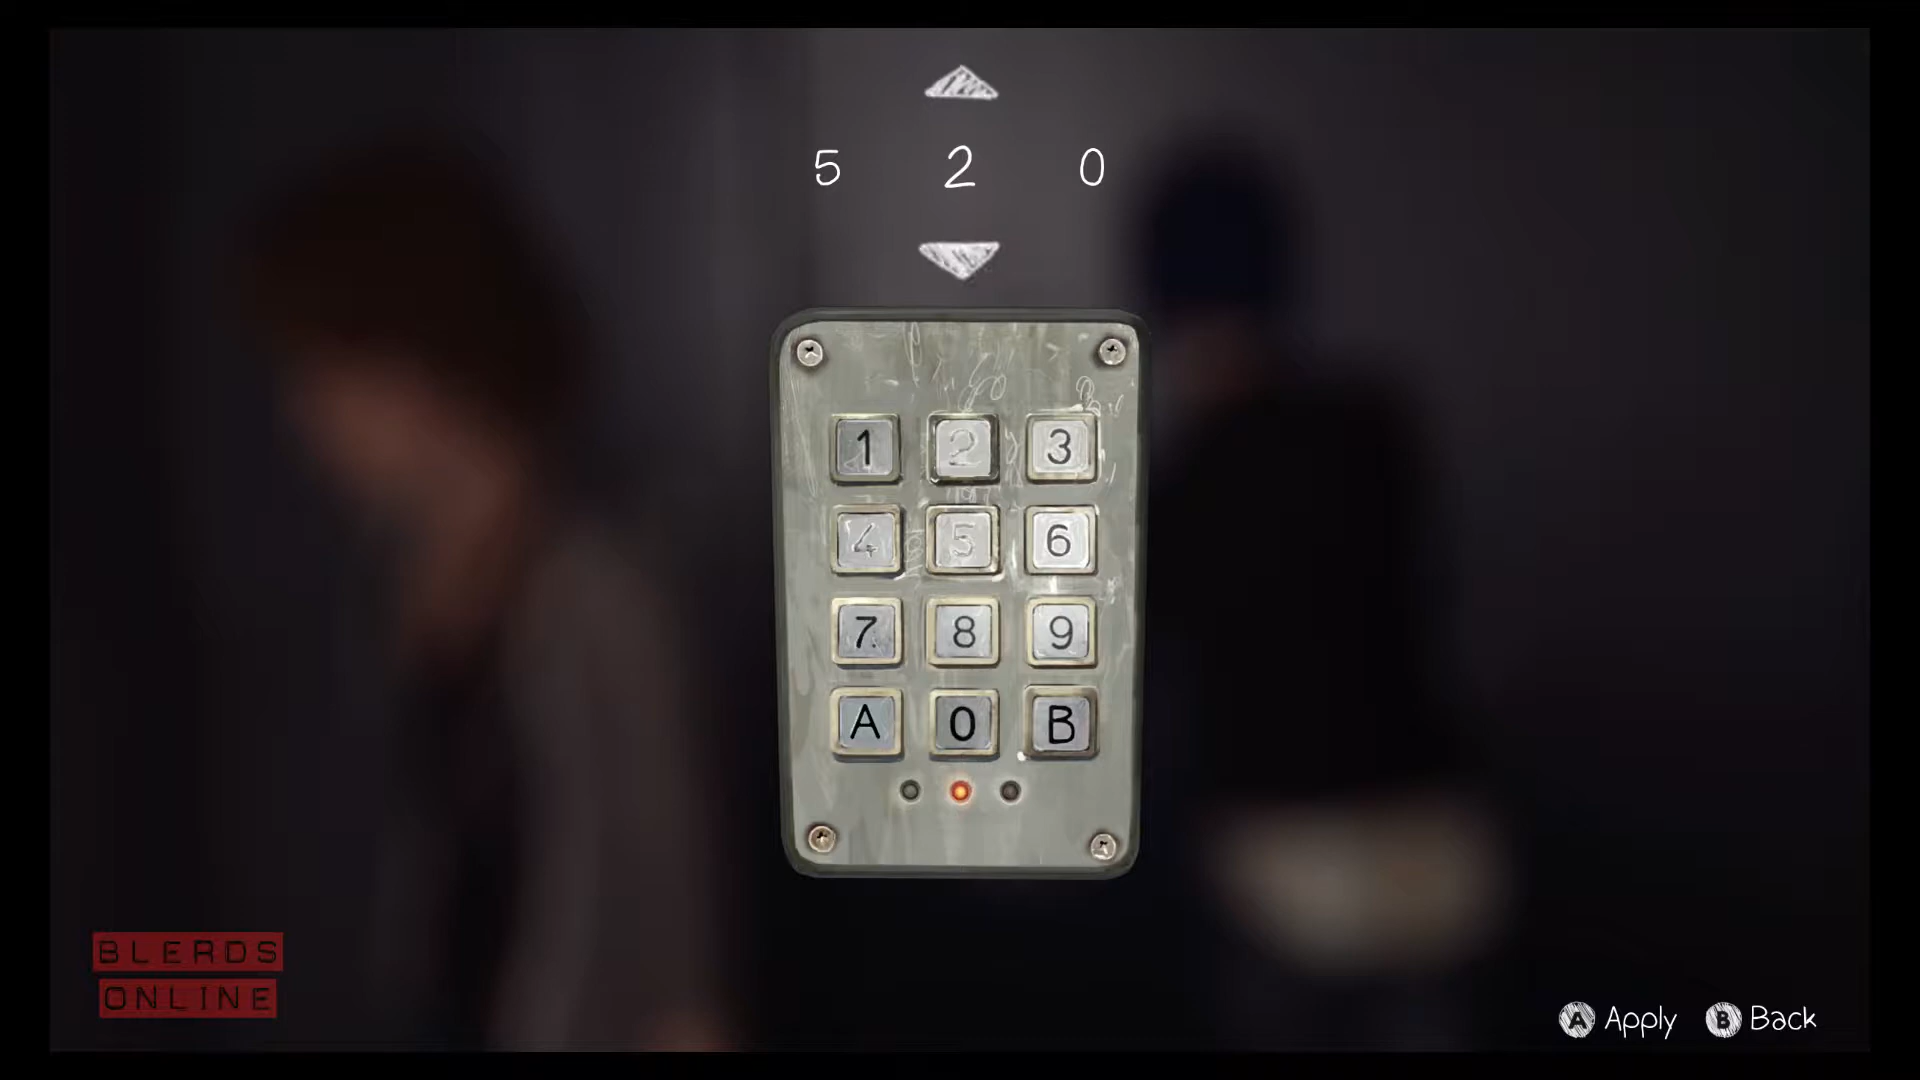 5 2 0
1 2 3
4 5 6
7 8 9
A 0 B
BLERDS
ONLINE
A Apply B Back